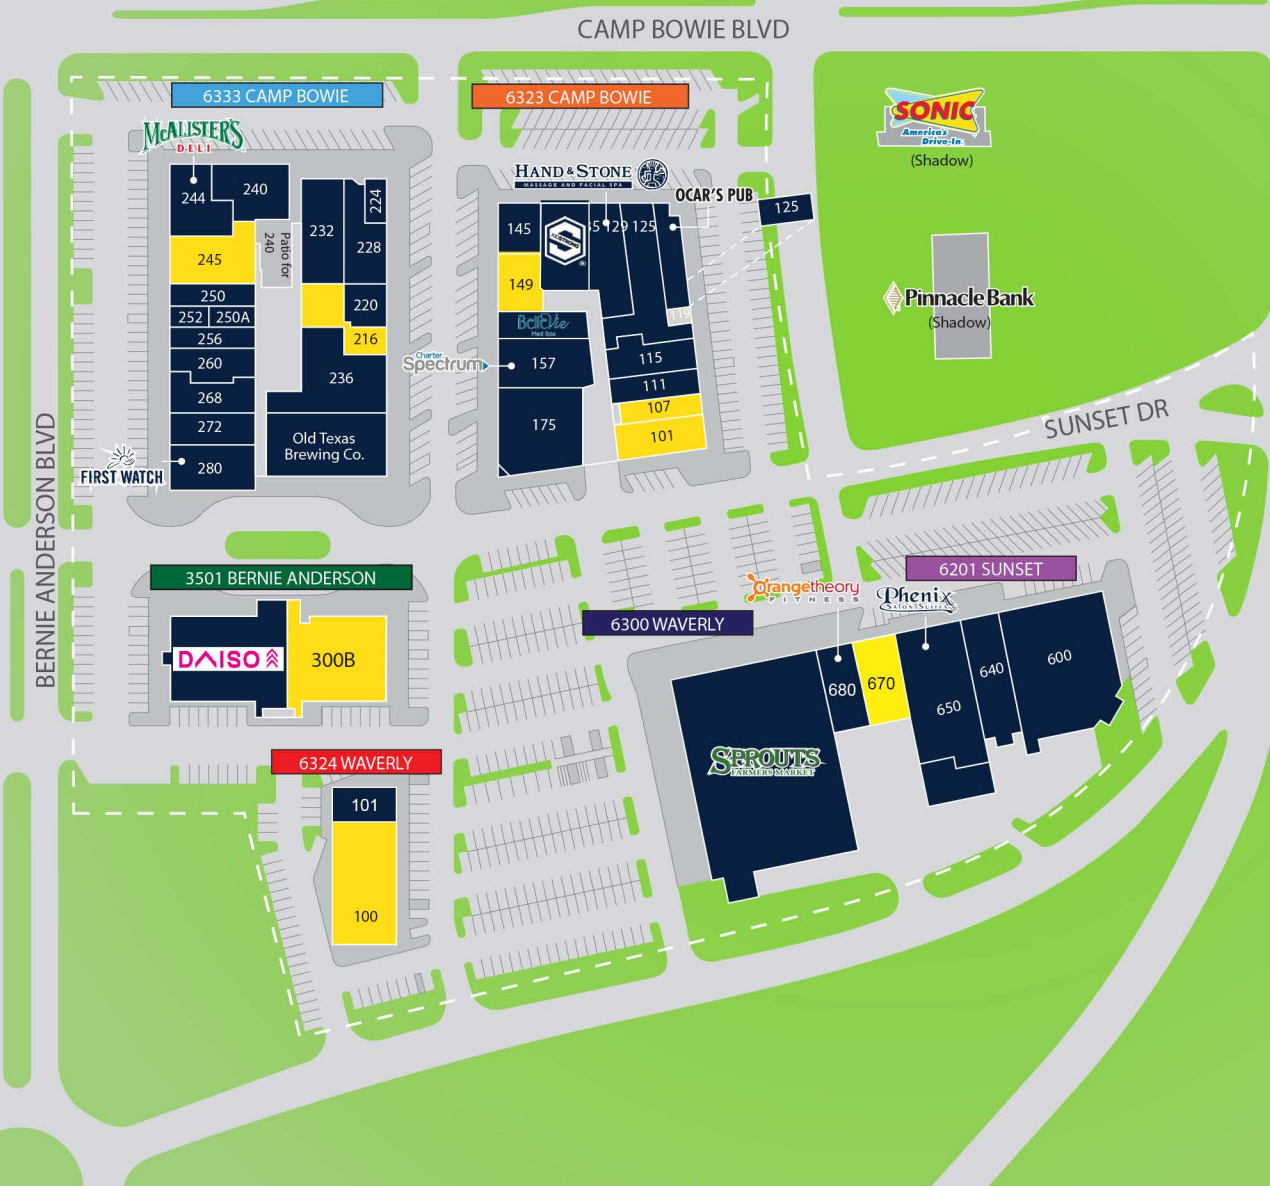 CAMP BOWIE BLVD
6333 CAMP BOWIE
6323 CAMP BOWIE
SONIC
America's
Drive-In
(Shadow)
McALISTER'S
DELI
HAND & STONE
MASSAGE AND FACIAL SPA
OCAR'S PUB
125
244
240
224
232
228
Patio for
240
245
250
252
250A
256
260
268
272
280
220
216
236
Old Texas
Brewing Co.
FIRST WATCH
145
129
125
149
119
Believe
Med Spa
Charter
Spectrum
157
175
115
111
107
101
Pinnacle Bank
(Shadow)
SUNSET DR
BERNIE ANDERSON BLVD
3501 BERNIE ANDERSON
DAISO
300B
6324 WAVERLY
101
100
6300 WAVERLY
6201 SUNSET
Orangetheory
FITNESS
Phenix
Salon Suites
680
670
650
640
600
SPROUTS
FARMERS MARKET